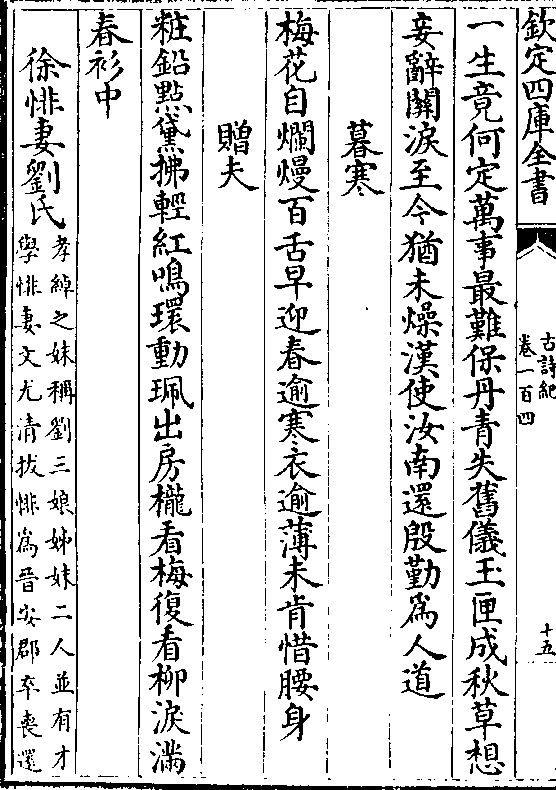 欽定四庫全書
古詩紀
卷一百四
十五
一生竟何定萬事最難保丹青失舊儀玉匣成秋草想
妾辭關淚至今猶未燥漢使汝南還殷勤為人道
暮寒
梅花自爛熳百舌早迎春逾寒衣逾薄未肯惜腰身
贈夫
粧鉛點黛拂輕紅鳴環動珮出房櫳看梅復看柳淚滿
春衫中
徐悱妻劉氏
孝綽之妹稱劉三娘姊妹二人並有才
學悱妻文尤清拔悱為晉安郡卒喪還